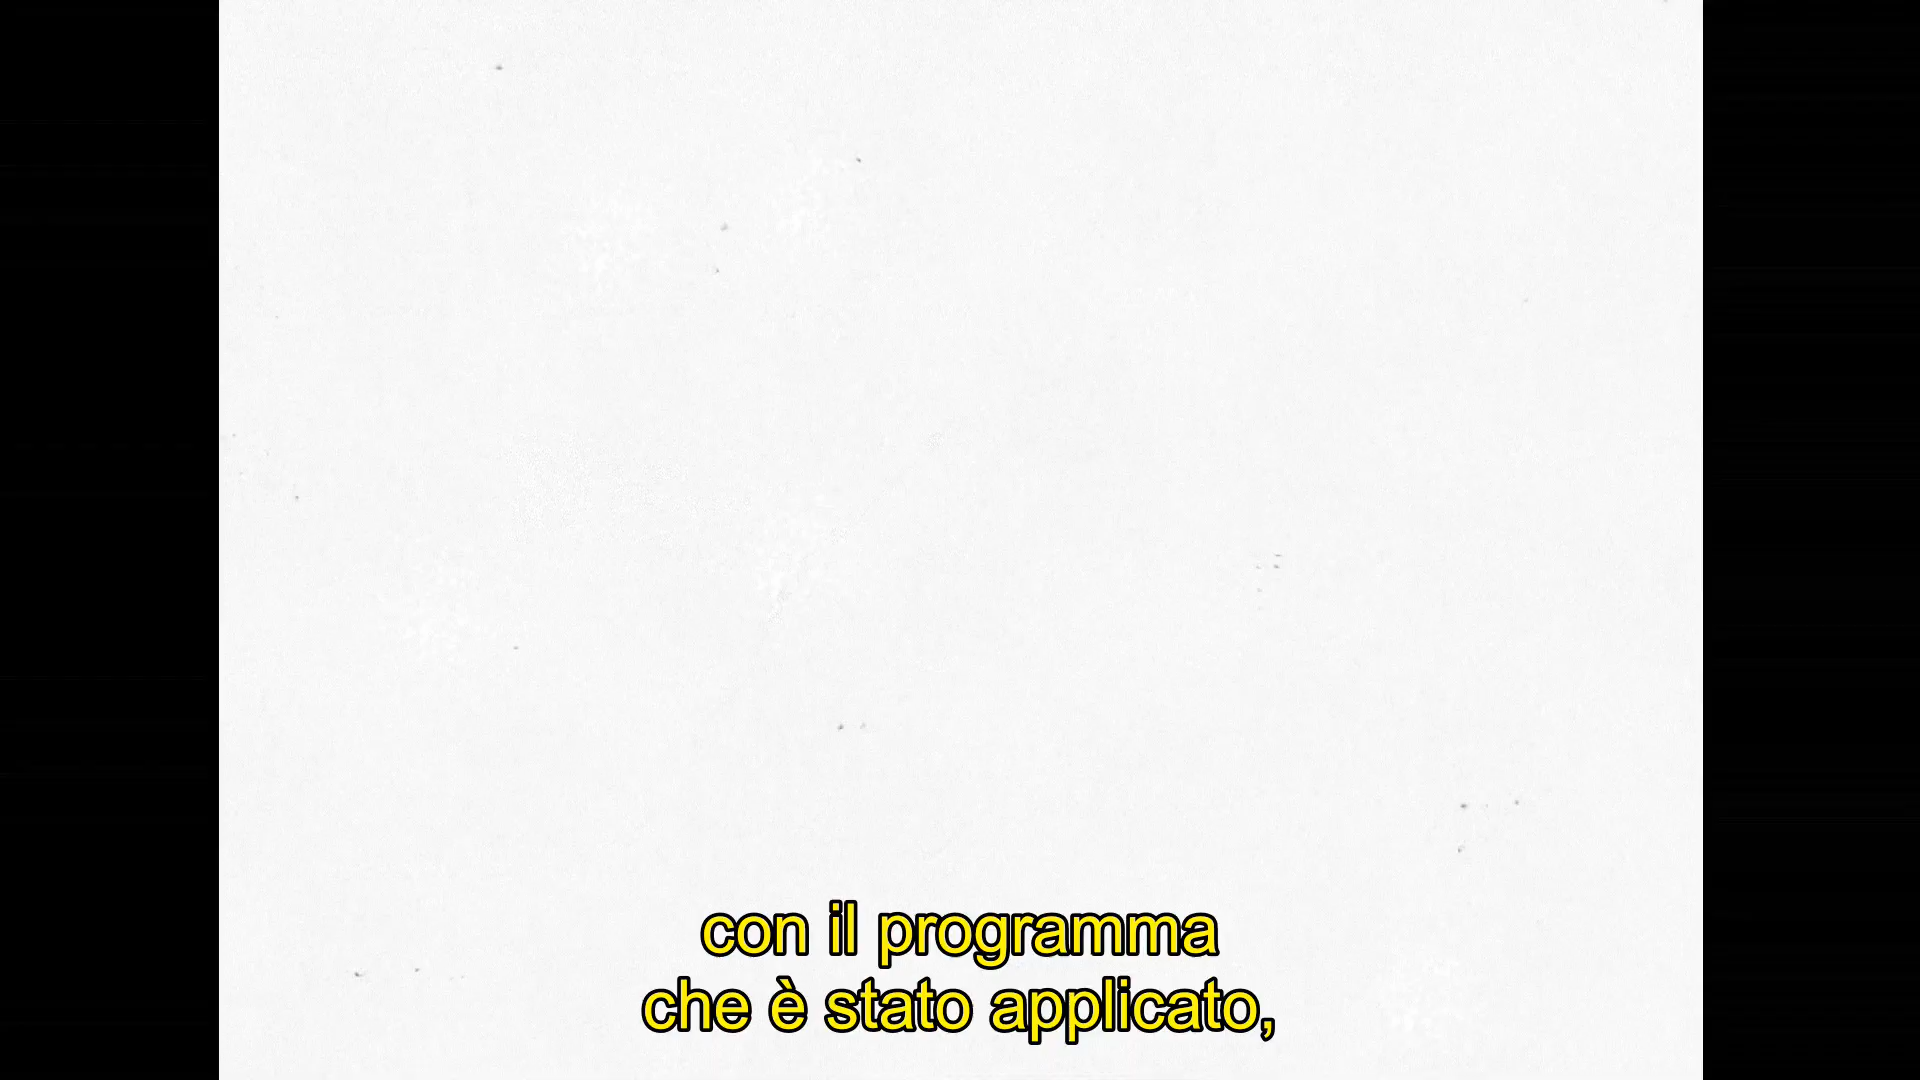 con il programma
che è stato applicato,